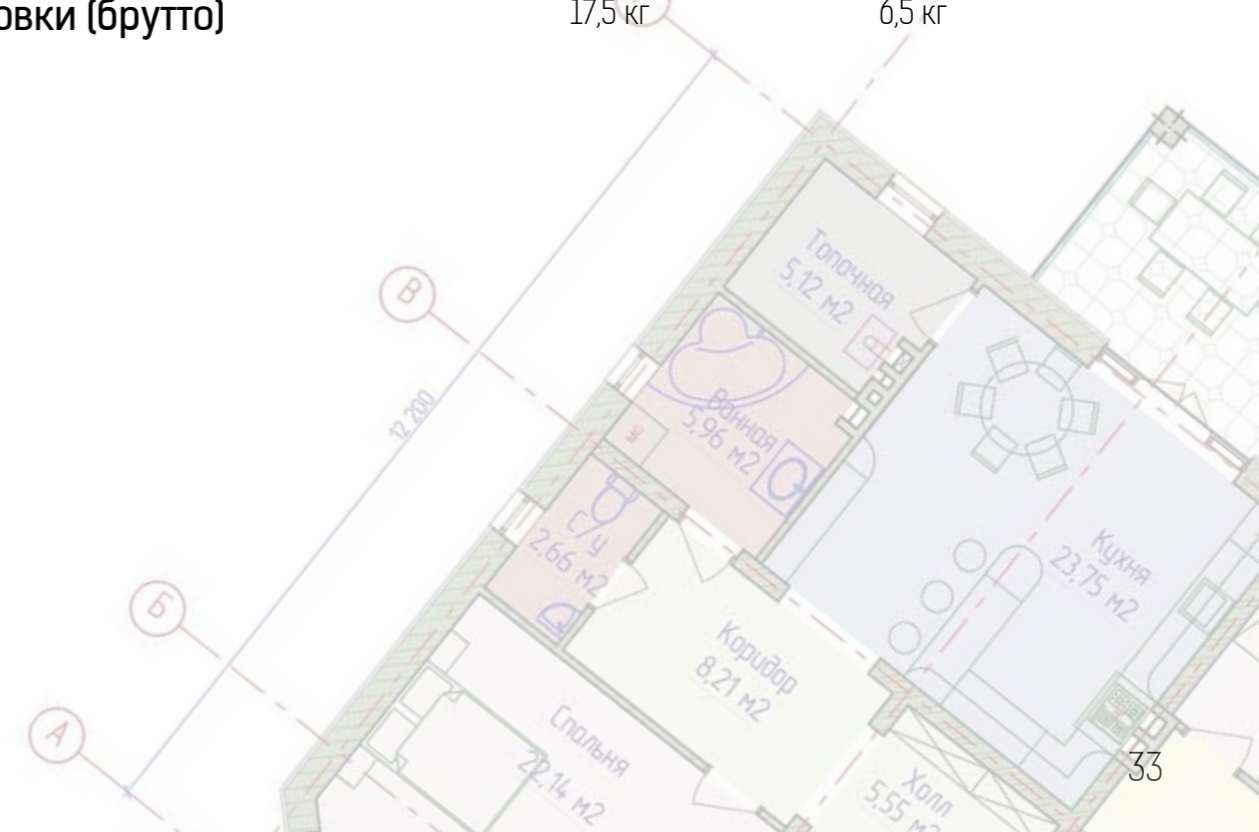 овки (брутто)
17,5 кг
6,5 кг
Топочная
5,12 м2
В
12 200
Ванная
5,96 м2
С/у
2,66 м2
Кухня
23,75 м2
Б
Коридор
8,21 м2
А
Спальня
22,14 м2
Холл
5,55 м2
33